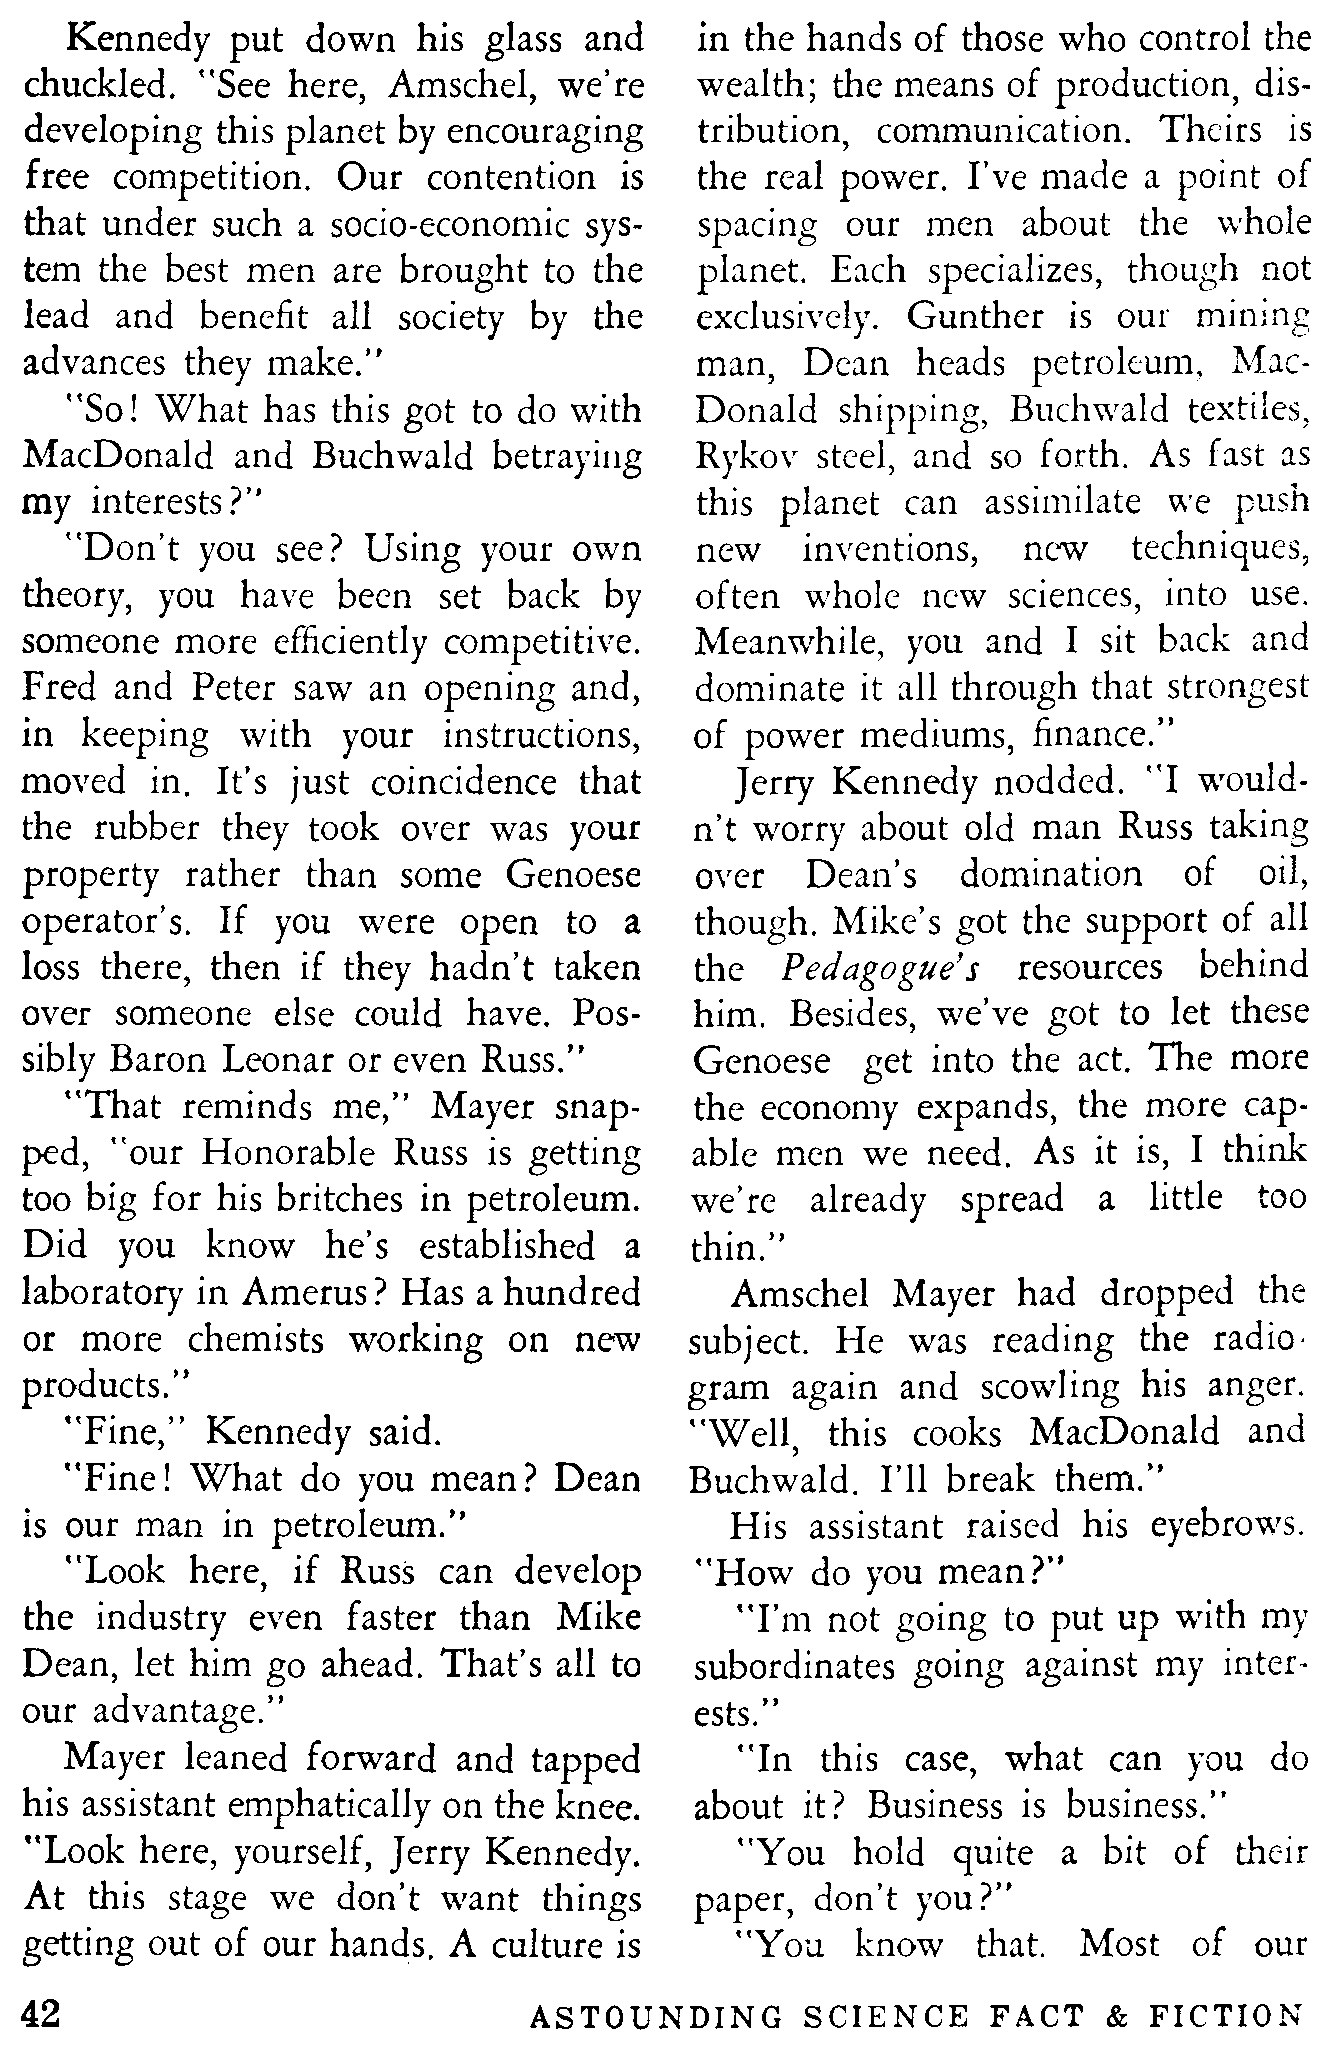 Kennedy put down his glass and
chuckled. "See here, Amschel, we're
developing this planet by encouraging
free competition. Our contention is
that under such a socio-economic sys-
tem the best men are brought to the
lead and benefit all society by the
advances they make."
"So! What has this got to do with
MacDonald and Buchwald betraying
my interests?"
"Don't you see? Using your own
theory, you have been set back by
someone more efficiently competitive.
Fred and Peter saw an opening and,
in keeping with your instructions,
moved in. It's just coincidence that
the rubber they took over was your
property rather than some Genoese
operator's. If you were open to a
loss there, then if they hadn't taken
over someone else could have. Pos-
sibly Baron Leonar or even Russ."
"That reminds me," Mayer snap-
ped, "our Honorable Russ is getting
too big for his britches in petroleum.
Did you know he's established a
laboratory in Amerus? Has a hundred
or more chemists working on new
products."
"Fine," Kennedy said.
"Fine! What do you mean? Dean
is our man in petroleum."
"Look here, if Russ can develop
the industry even faster than Mike
Dean, let him go ahead. That's all to
our advantage."
Mayer leaned forward and tapped
his assistant emphatically on the knee.
"Look here, yourself, Jerry Kennedy.
At this stage we don't want things
getting out of our hands. A culture is
in the hands of those who control the
wealth; the means of production, dis-
tribution, communication. Theirs is
the real power. I've made a point of
spacing our men about the whole
planet. Each specializes, though not
exclusively. Gunther is our mining
man, Dean heads petroleum, Mac-
Donald shipping, Buchwald textiles,
Rykov steel, and so forth. As fast as
this planet can assimilate we push
new inventions, new techniques,
often whole new sciences, into use.
Meanwhile, you and I sit back and
dominate it all through that strongest
of power mediums, finance."
Jerry Kennedy nodded. "I would-
n't worry about old man Russ taking
over Dean's domination of oil,
though. Mike's got the support of all
the Pedagogue's resources behind
him. Besides, we've got to let these
Genoese get into the act. The more
the economy expands, the more cap-
able men we need. As it is, I think
we're already spread a little too
thin."
Amschel Mayer had dropped the
subject. He was reading the radio-
gram again and scowling his anger.
"Well, this cooks MacDonald and
Buchwald. I'll break them."
His assistant raised his eyebrows.
"How do you mean?"
"I'm not going to put up with my
subordinates going against my inter-
ests."
"In this case, what can you do
about it? Business is business."
"You hold quite a bit of their
paper, don't you?"
"You know that. Most of our
42 ASTOUNDING SCIENCE FACT & FICTION